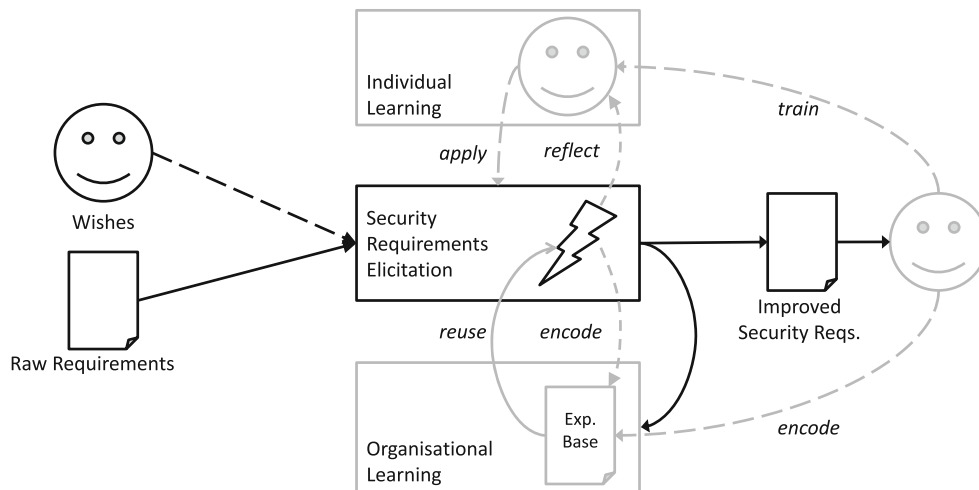 Individual
Learning
train
apply
reflect
Wishes
Security
Requirements
Elicitation
Raw Requirements
Improved
Security Reqs.
reuse
encode
Exp.
Base
encode
Organisational
Learning